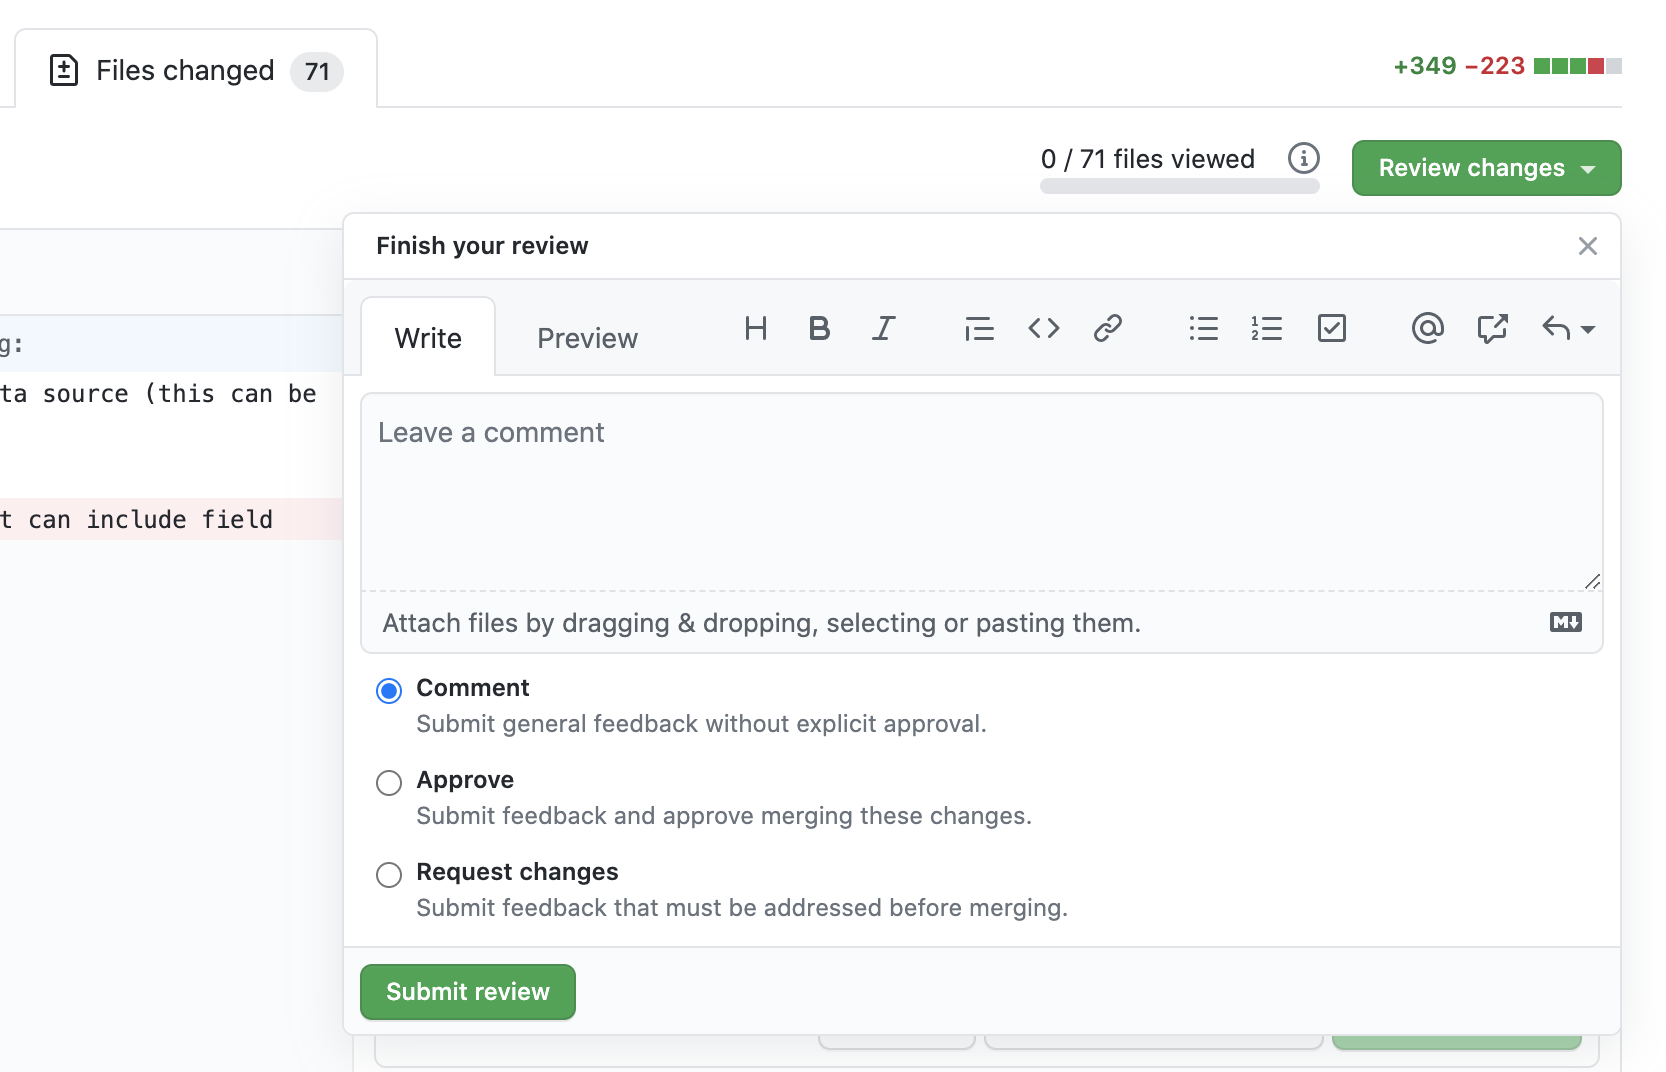 Files changed 71
+349 −223
0 / 71 files viewed
Review changes
Finish your review
g:
Write
Preview
ta source (this can be
Leave a comment
t can include field
Attach files by dragging & dropping, selecting or pasting them.
Comment
Submit general feedback without explicit approval.
Approve
Submit feedback and approve merging these changes.
Request changes
Submit feedback that must be addressed before merging.
Submit review